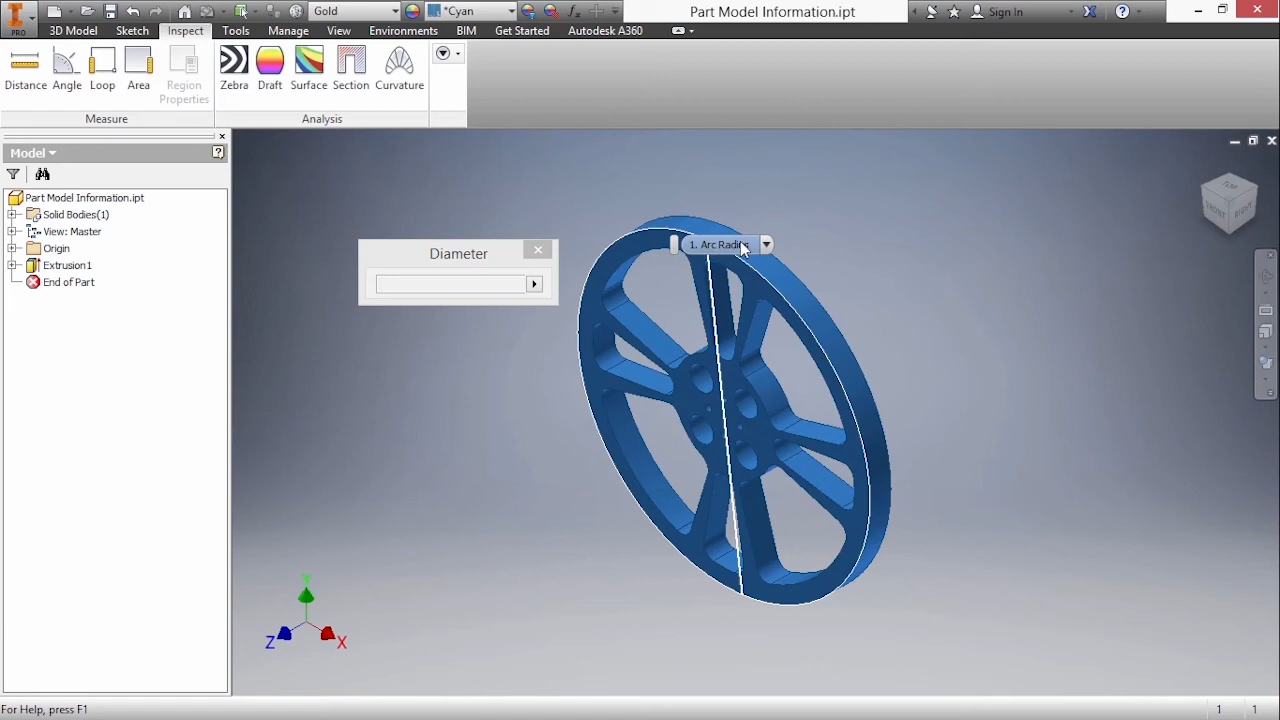 Gold
*Cyan
Part Model Information.ipt
Sign In
PRO
3D Model
Sketch
Inspect
Tools
Manage
View
Environments
BIM
Get Started
Autodesk A360
Distance
Angle
Loop
Area
Region
Properties
Zebra
Draft
Surface
Section
Curvature
Measure
Analysis
Model
Part Model Information.ipt
Solid Bodies(1)
View: Master
Origin
Extrusion1
End of Part
Diameter
1. Arc Radius
TOP
FRONT
RIGHT
Y
Z
X
For Help, press F1
1
1